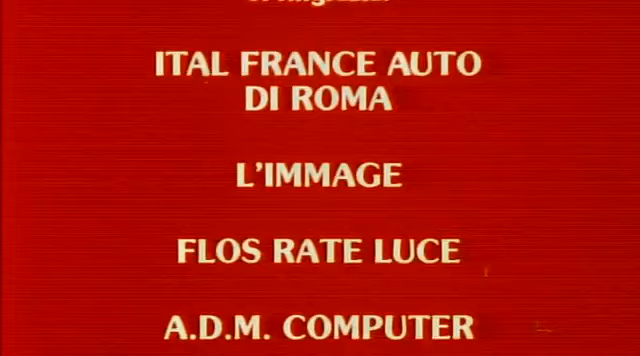 ITAL FRANCE AUTO
DI ROMA
L'IMMAGE
FLOS RATE LUCE
A.D.M. COMPUTER